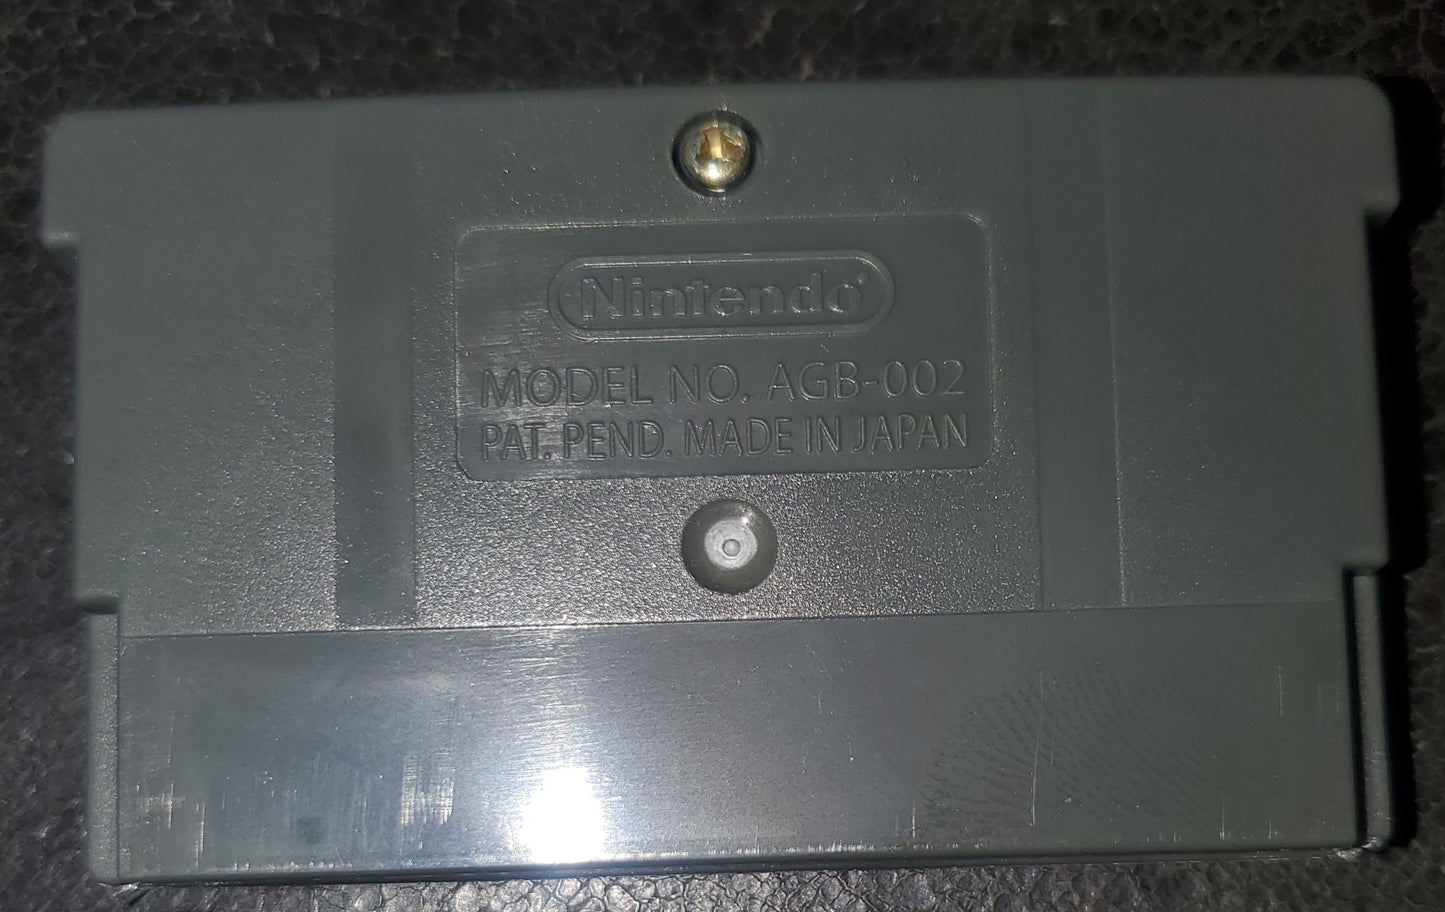 Nintendo
MODEL NO. AGB-002
PAT. PEND. MADE IN JAPAN